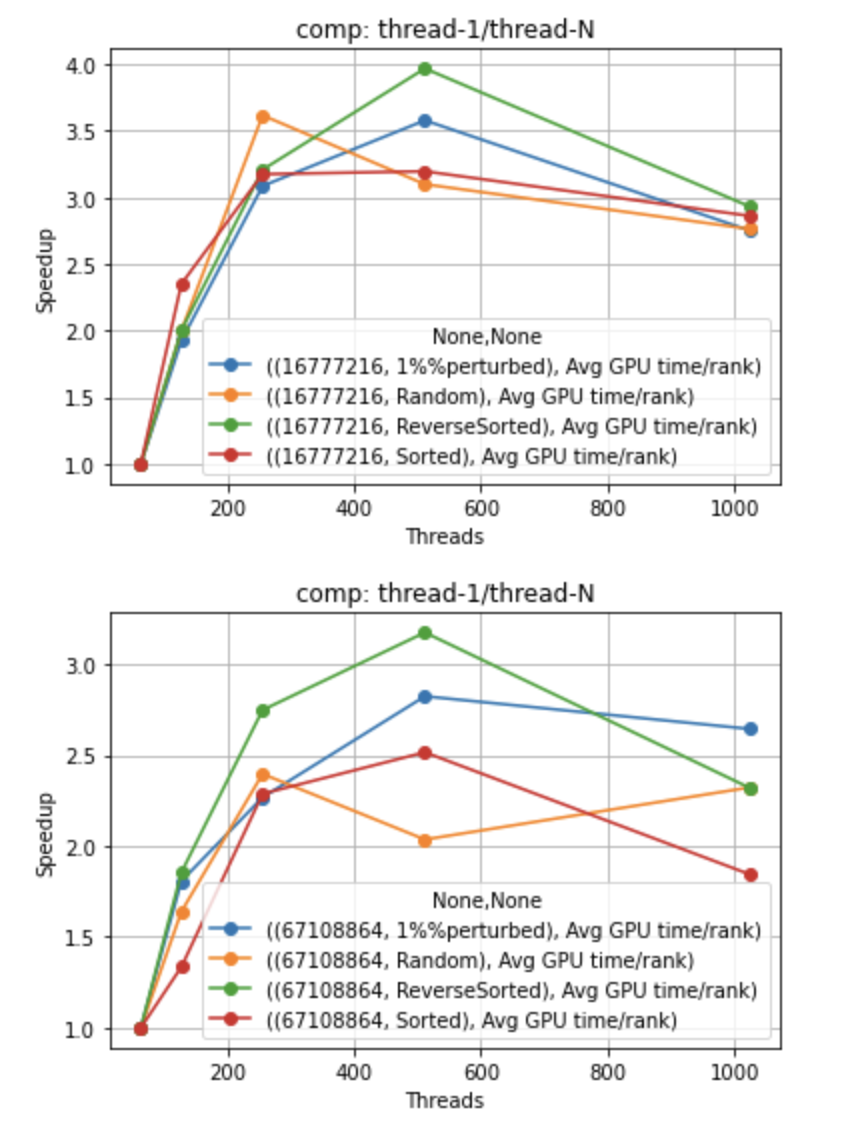 comp: thread-1/thread-N
4.0
3.5
3.0
2.5
2.0
1.5
1.0
Speedup
None,None
((16777216, 1%%perturbed), Avg GPU time/rank)
((16777216, Random), Avg GPU time/rank)
((16777216, ReverseSorted), Avg GPU time/rank)
((16777216, Sorted), Avg GPU time/rank)
200 400 600 800 1000
Threads
comp: thread-1/thread-N
3.0
2.5
2.0
1.5
1.0
Speedup
None,None
((67108864, 1%%perturbed), Avg GPU time/rank)
((67108864, Random), Avg GPU time/rank)
((67108864, ReverseSorted), Avg GPU time/rank)
((67108864, Sorted), Avg GPU time/rank)
200 400 600 800 1000
Threads